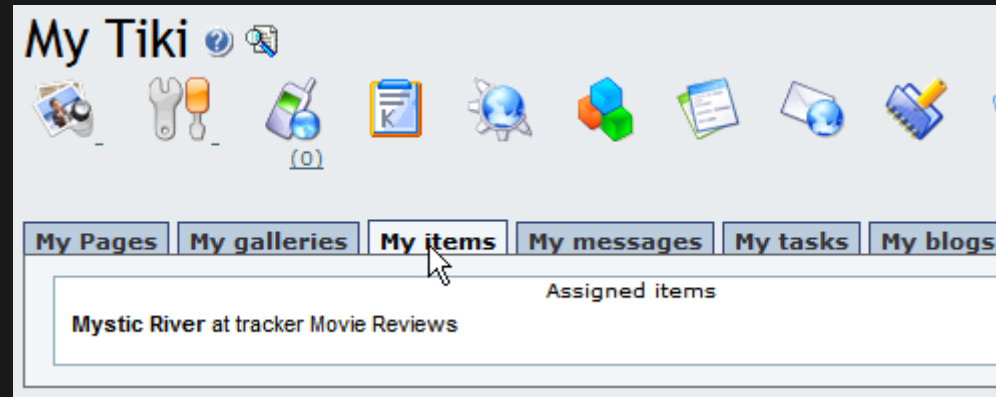 My Tiki
(0)
My Pages My galleries My items My messages My tasks My blogs
Assigned items
Mystic River at tracker Movie Reviews